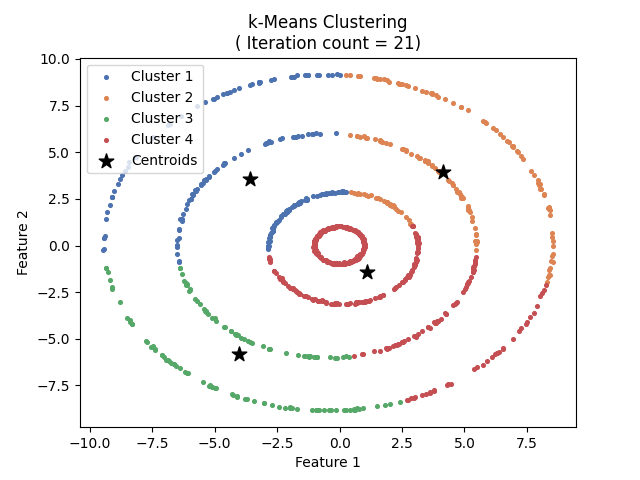 k-Means Clustering
( Iteration count = 21)
10.0
7.5
5.0
2.5
0.0
−2.5
−5.0
−7.5
Feature 2
Cluster 1
Cluster 2
Cluster 3
Cluster 4
Centroids
−10.0 −7.5 −5.0 −2.5 0.0 2.5 5.0 7.5
Feature 1